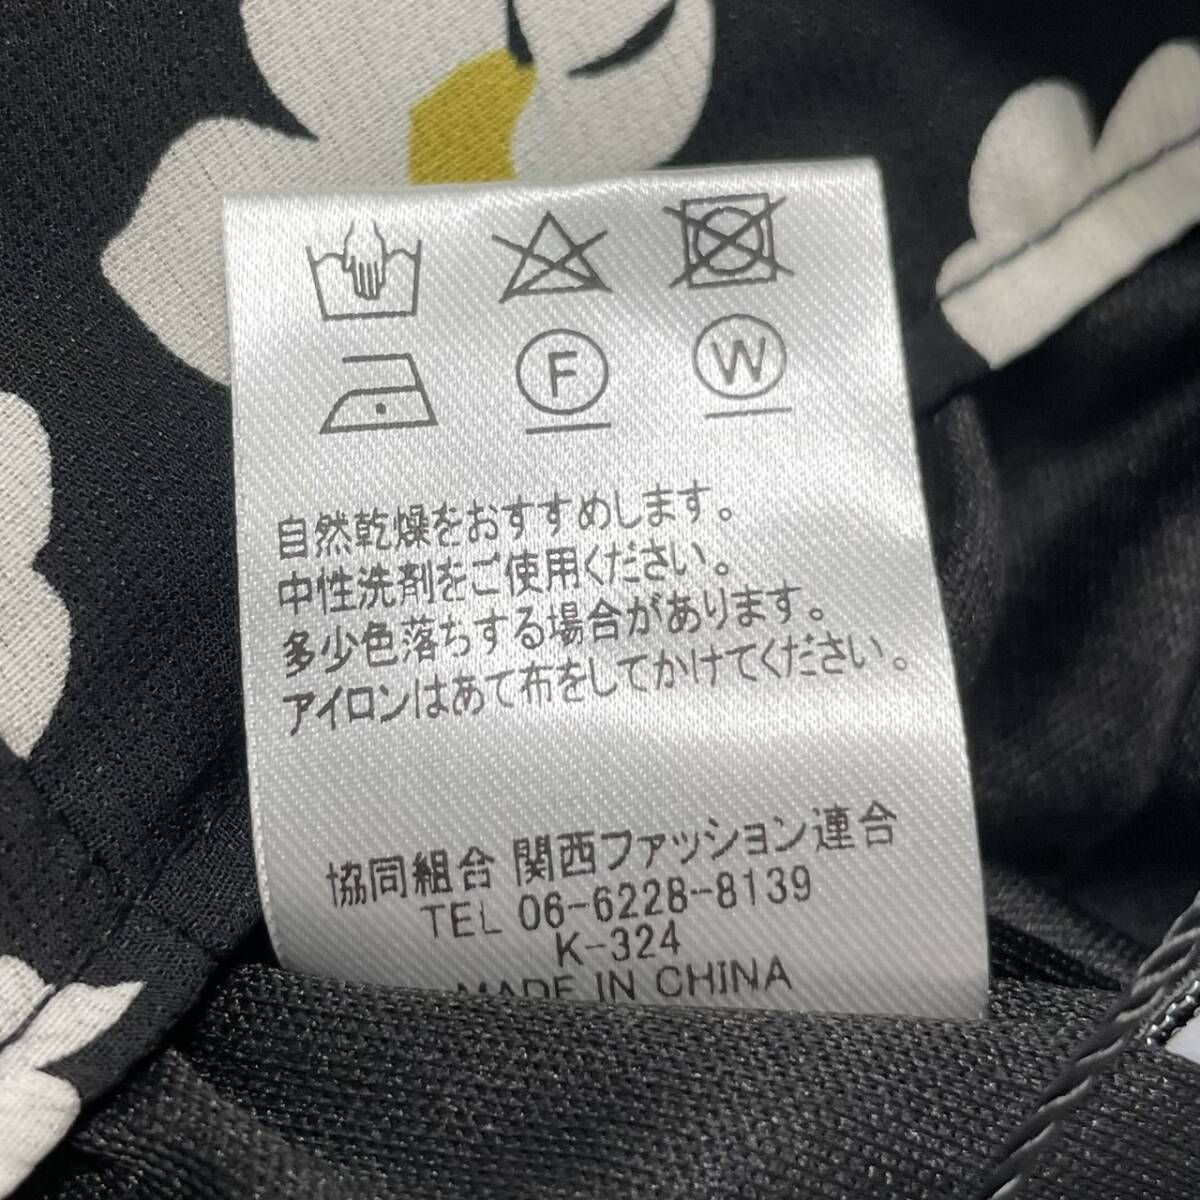 F W
自然乾燥をおすすめします。
中性洗剤をご使用ください。
多少色落ちする場合があります。
アイロンはあて布をしてかけてください。
協同組合 関西ファッション連合
TEL 06-6228-8139
K-324
MADE IN CHINA